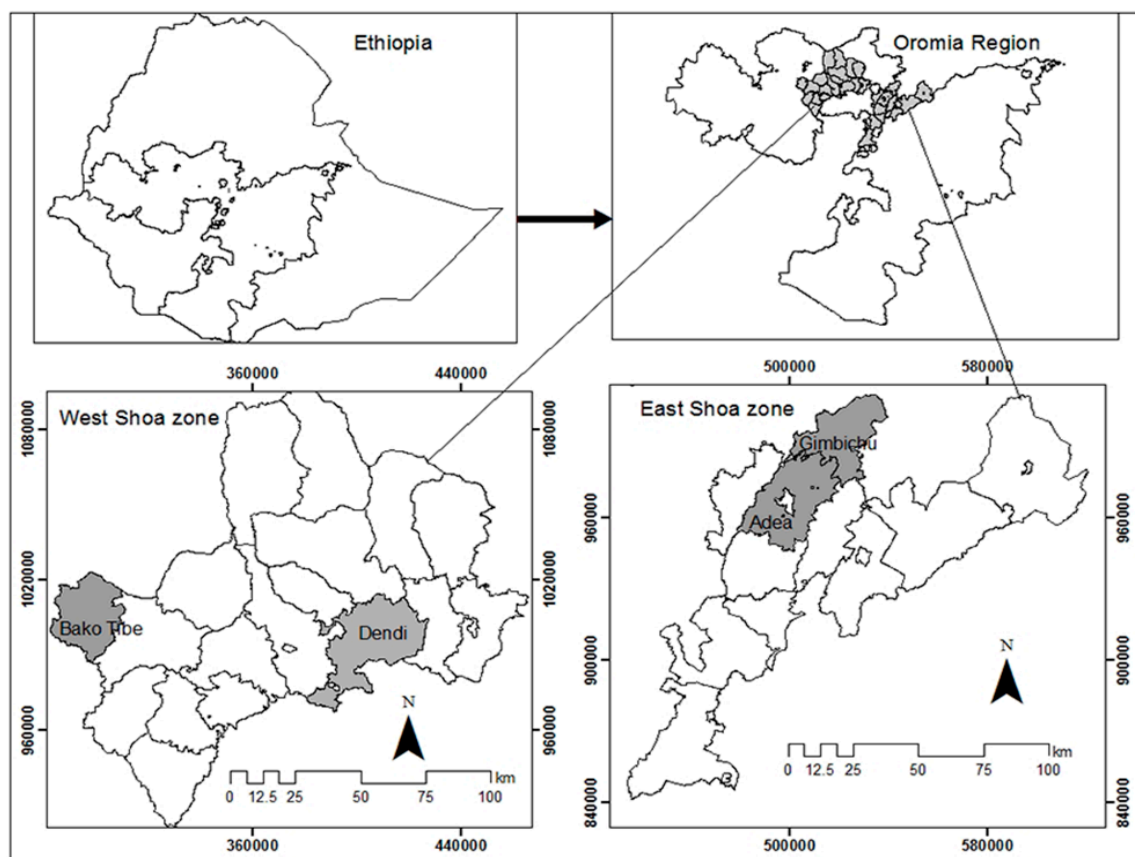 Ethiopia
Oromia Region
360000 440000
500000 580000
West Shoa zone
East Shoa zone
1080000
1020000
960000
1080000
1020000
960000
Bako Tibe
Dendi
Gimbichu
Adea
960000
900000
840000
960000
900000
840000
N
N
km
0 12.5 25 50 75 100
km
0 12.5 25 50 75 100
360000 440000
500000 580000